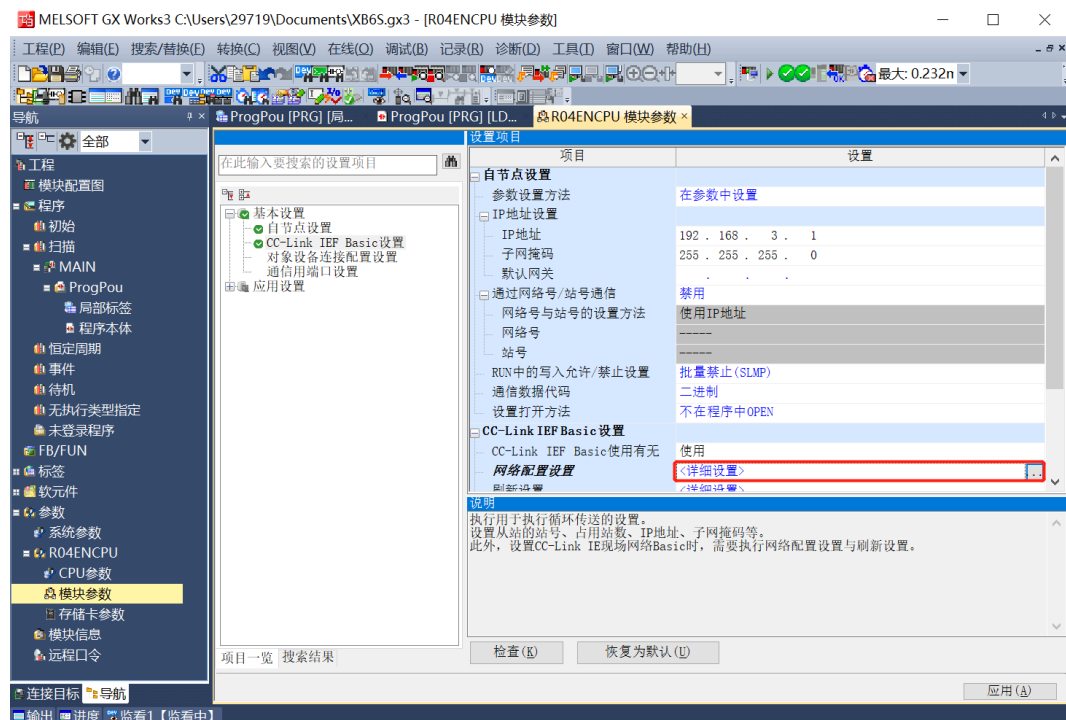 MELSOFT GX Works3 C:\Users\29719\Documents\XB6S.gx3 - [R04ENCPU 模块参数]
工程(P) 编辑(E) 搜索/替换(F) 转换(C) 视图(V) 在线(O) 调试(B) 记录(R) 诊断(D) 工具(T) 窗口(W) 帮助(H)
最大: 0.232n
导航
ProgPou [PRG] [局...
ProgPou [PRG] [LD...
R04ENCPU 模块参数
全部
工程
模块配置图
程序
初始
扫描
MAIN
ProgPou
局部标签
程序本体
恒定周期
事件
待机
无执行类型指定
未登录程序
FB/FUN
标签
软元件
参数
系统参数
R04ENCPU
CPU参数
模块参数
存储卡参数
模块信息
远程口令
连接目标
导航
在此输入要搜索的设置项目
基本设置
自节点设置
CC-Link IEF Basic设置
对象设备连接配置设置
通信用端口设置
应用设置
项目一览 搜索结果
设置项目
项目 设置
自节点设置
参数设置方法 在参数中设置
IP地址设置
IP地址 192 . 168 . 3 . 1
子网掩码 255 . 255 . 255 . 0
默认网关 . . .
通过网络号/站号通信 禁用
网络号与站号的设置方法 使用IP地址
网络号 -----
站号 -----
RUN中的写入允许/禁止设置 批量禁止(SLMP)
通信数据代码 二进制
设置打开方法 不在程序中OPEN
CC-Link IEF Basic设置
CC-Link IEF Basic使用有无 使用
网络配置设置 <详细设置>
刷新设置 <详细设置>
说明
执行用于执行循环传送的设置。
设置从站的站号、占用站数、IP地址、子网掩码等。
此外，设置CC-Link IE现场网络Basic时，需要执行网络配置设置与刷新设置。
检查(K) 恢复为默认(U)
应用(A)
输出 进度 监看1【监看中】